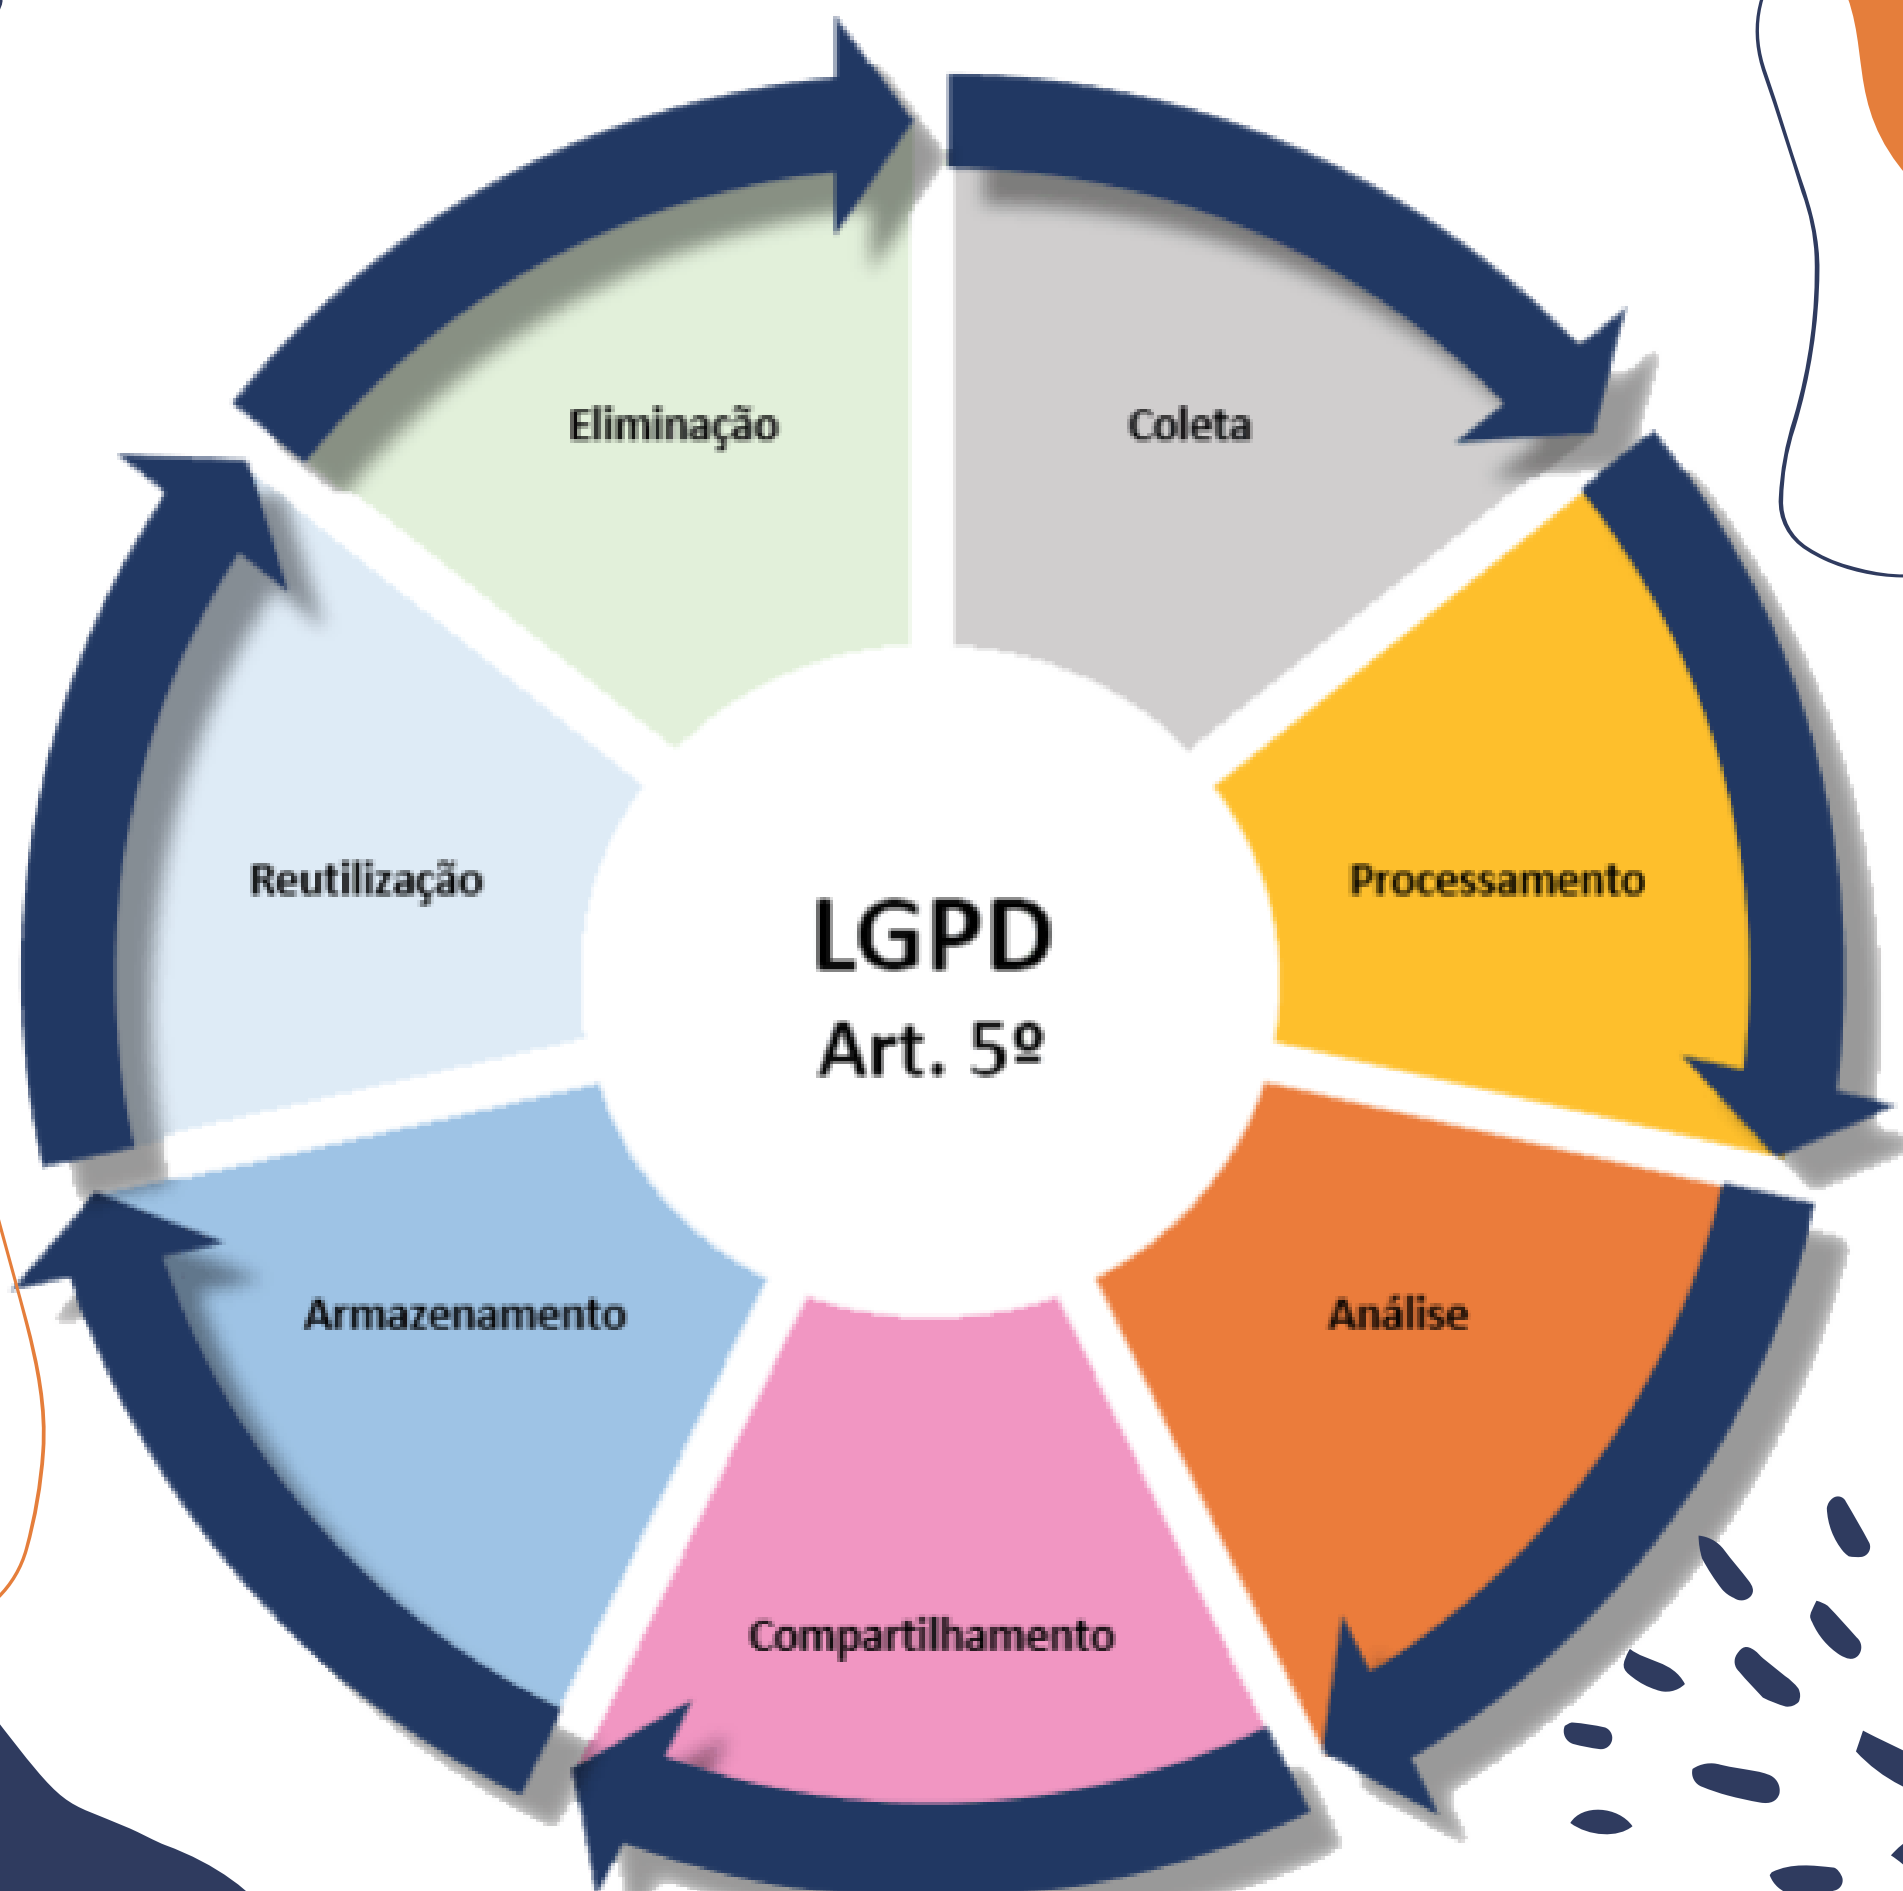 Eliminação
Coleta
Reutilização
Processamento
LGPD
Art. 5º
Armazenamento
Análise
Compartilhamento